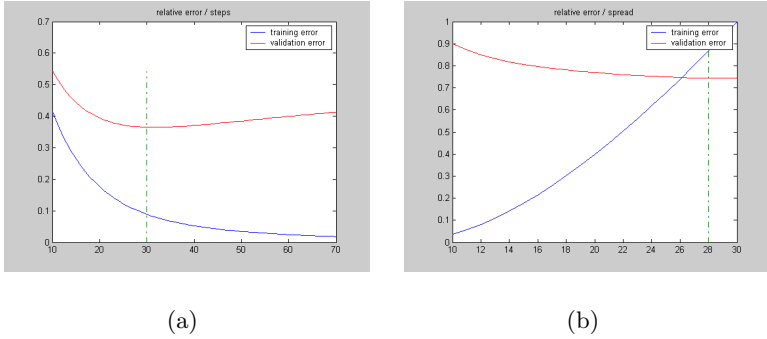 relative error / steps
0.7
training error
validation error
0.6
0.5
0.4
0.3
0.2
0.1
0
10 20 30 40 50 60 70
(a)
relative error / spread
1
training error
validation error
0.9
0.8
0.7
0.6
0.5
0.4
0.3
0.2
0.1
0
10 12 14 16 18 20 22 24 26 28 30
(b)